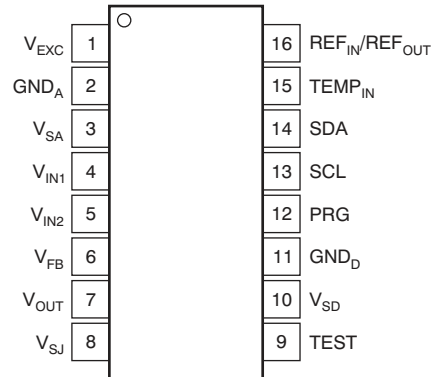 V_EXC 1 16 REF_IN/REF_OUT
GND_A 2 15 TEMP_IN
V_SA 3 14 SDA
V_IN1 4 13 SCL
V_IN2 5 12 PRG
V_FB 6 11 GND_D
V_OUT 7 10 V_SD
V_SJ 8 9 TEST